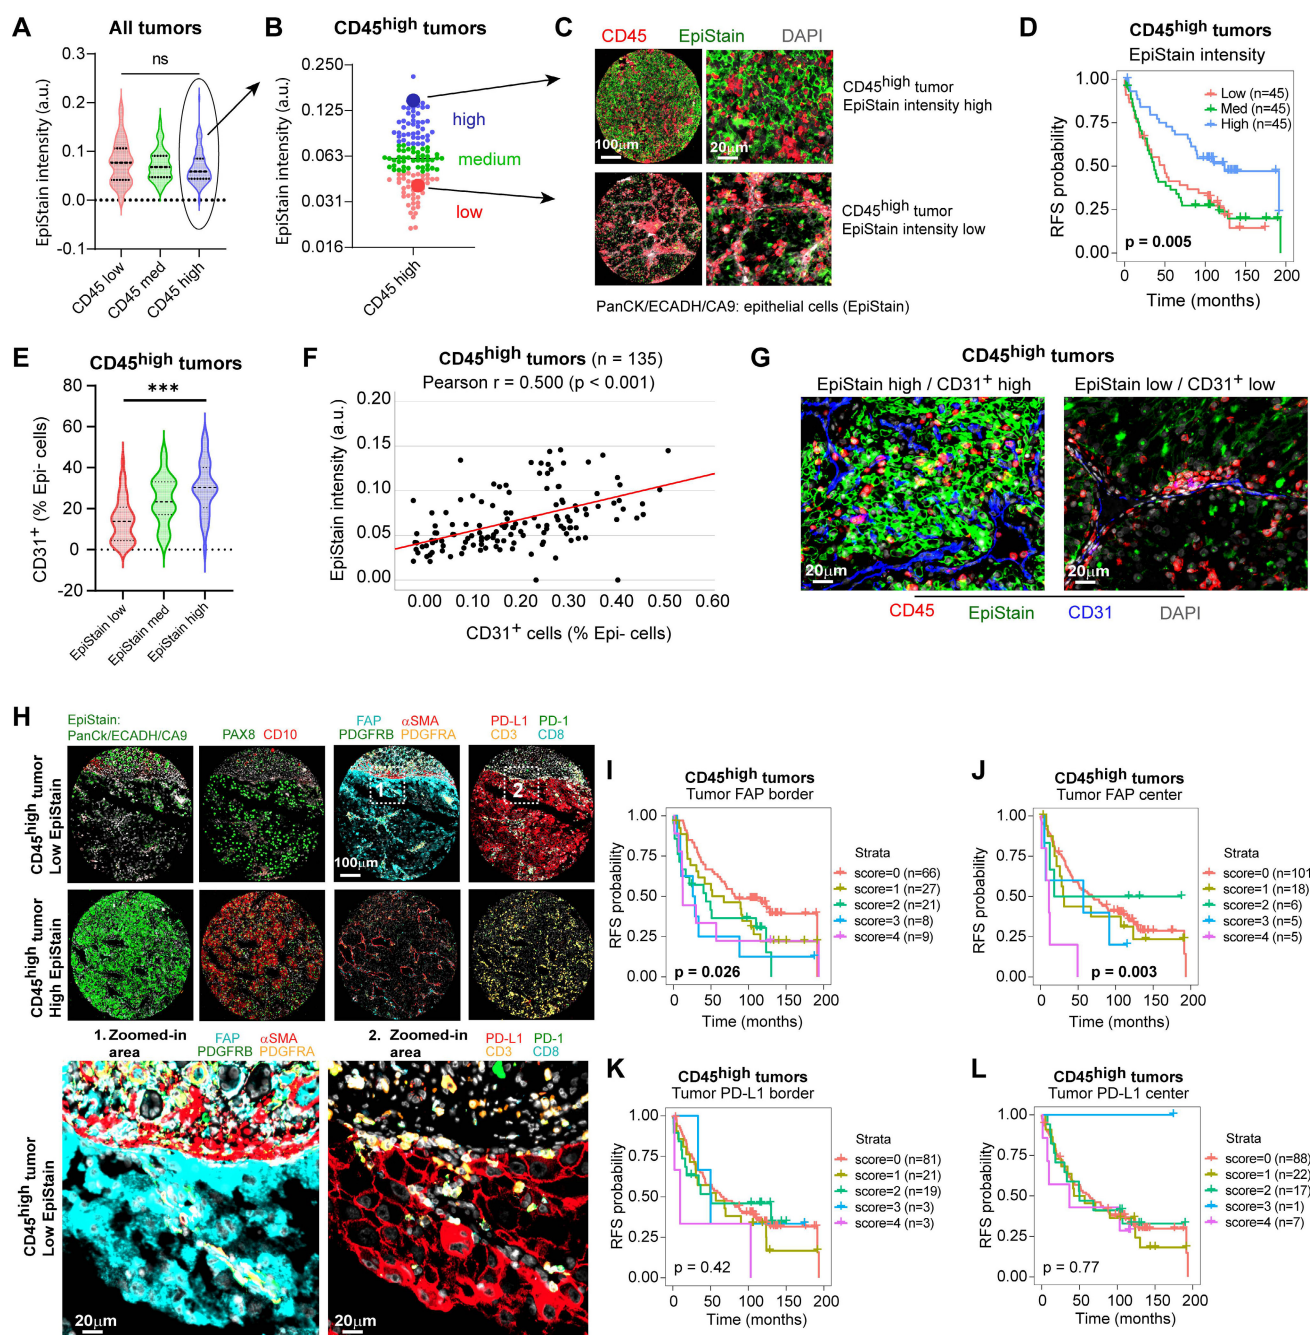 A
All tumors
EpiStain intensity (a.u.)
0.3
0.2
0.1
0.0
-0.1
ns
CD45 low
CD45 med
CD45 high
B
CD45high tumors
EpiStain intensity (a.u.)
0.250
0.125
0.063
0.031
0.016
high
medium
low
CD45 high
C
CD45 EpiStain DAPI
100μm
20μm
CD45high tumor
EpiStain intensity high
CD45high tumor
EpiStain intensity low
PanCK/ECADH/CA9: epithelial cells (EpiStain)
D
CD45high tumors
EpiStain intensity
RFS probability
1.00
0.75
0.50
0.25
0.00
Low (n=45)
Med (n=45)
High (n=45)
p = 0.005
0 50 100 150 200
Time (months)
E
CD45high tumors
CD31+ (% Epi- cells)
80
60
40
20
0
-20
***
EpiStain low
EpiStain med
EpiStain high
F
CD45high tumors (n = 135)
Pearson r = 0.500 (p < 0.001)
EpiStain intensity (a.u.)
0.20
0.15
0.10
0.05
0.00
0.00 0.10 0.20 0.30 0.40 0.50 0.60
CD31+ cells (% Epi- cells)
G
CD45high tumors
EpiStain high / CD31+ high
EpiStain low / CD31+ low
20μm
20μm
CD45 EpiStain CD31 DAPI
H
EpiStain:
PanCk/ECADH/CA9
PAX8 CD10
FAP αSMA
PDGFRB PDGFRA
PD-L1 PD-1
CD3 CD8
CD45high tumor
Low EpiStain
1
2
100μm
CD45high tumor
High EpiStain
1. Zoomed-in
area
FAP αSMA
PDGFRB PDGFRA
2. Zoomed-in
area
PD-L1 PD-1
CD3 CD8
CD45high tumor
Low EpiStain
20μm
20μm
I
CD45high tumors
Tumor FAP border
RFS probability
1.00
0.75
0.50
0.25
0.00
p = 0.026
0 50 100 150 200
Time (months)
Strata
score=0 (n=66)
score=1 (n=27)
score=2 (n=21)
score=3 (n=8)
score=4 (n=9)
J
CD45high tumors
Tumor FAP center
RFS probability
1.00
0.75
0.50
0.25
0.00
p = 0.003
0 50 100 150 200
Time (months)
Strata
score=0 (n=101)
score=1 (n=18)
score=2 (n=6)
score=3 (n=5)
score=4 (n=5)
K
CD45high tumors
Tumor PD-L1 border
RFS probability
1.00
0.75
0.50
0.25
0.00
p = 0.42
0 50 100 150 200
Time (months)
Strata
score=0 (n=81)
score=1 (n=21)
score=2 (n=19)
score=3 (n=3)
score=4 (n=3)
L
CD45high tumors
Tumor PD-L1 center
RFS probability
1.00
0.75
0.50
0.25
0.00
p = 0.77
0 50 100 150 200
Time (months)
Strata
score=0 (n=88)
score=1 (n=22)
score=2 (n=17)
score=3 (n=1)
score=4 (n=7)